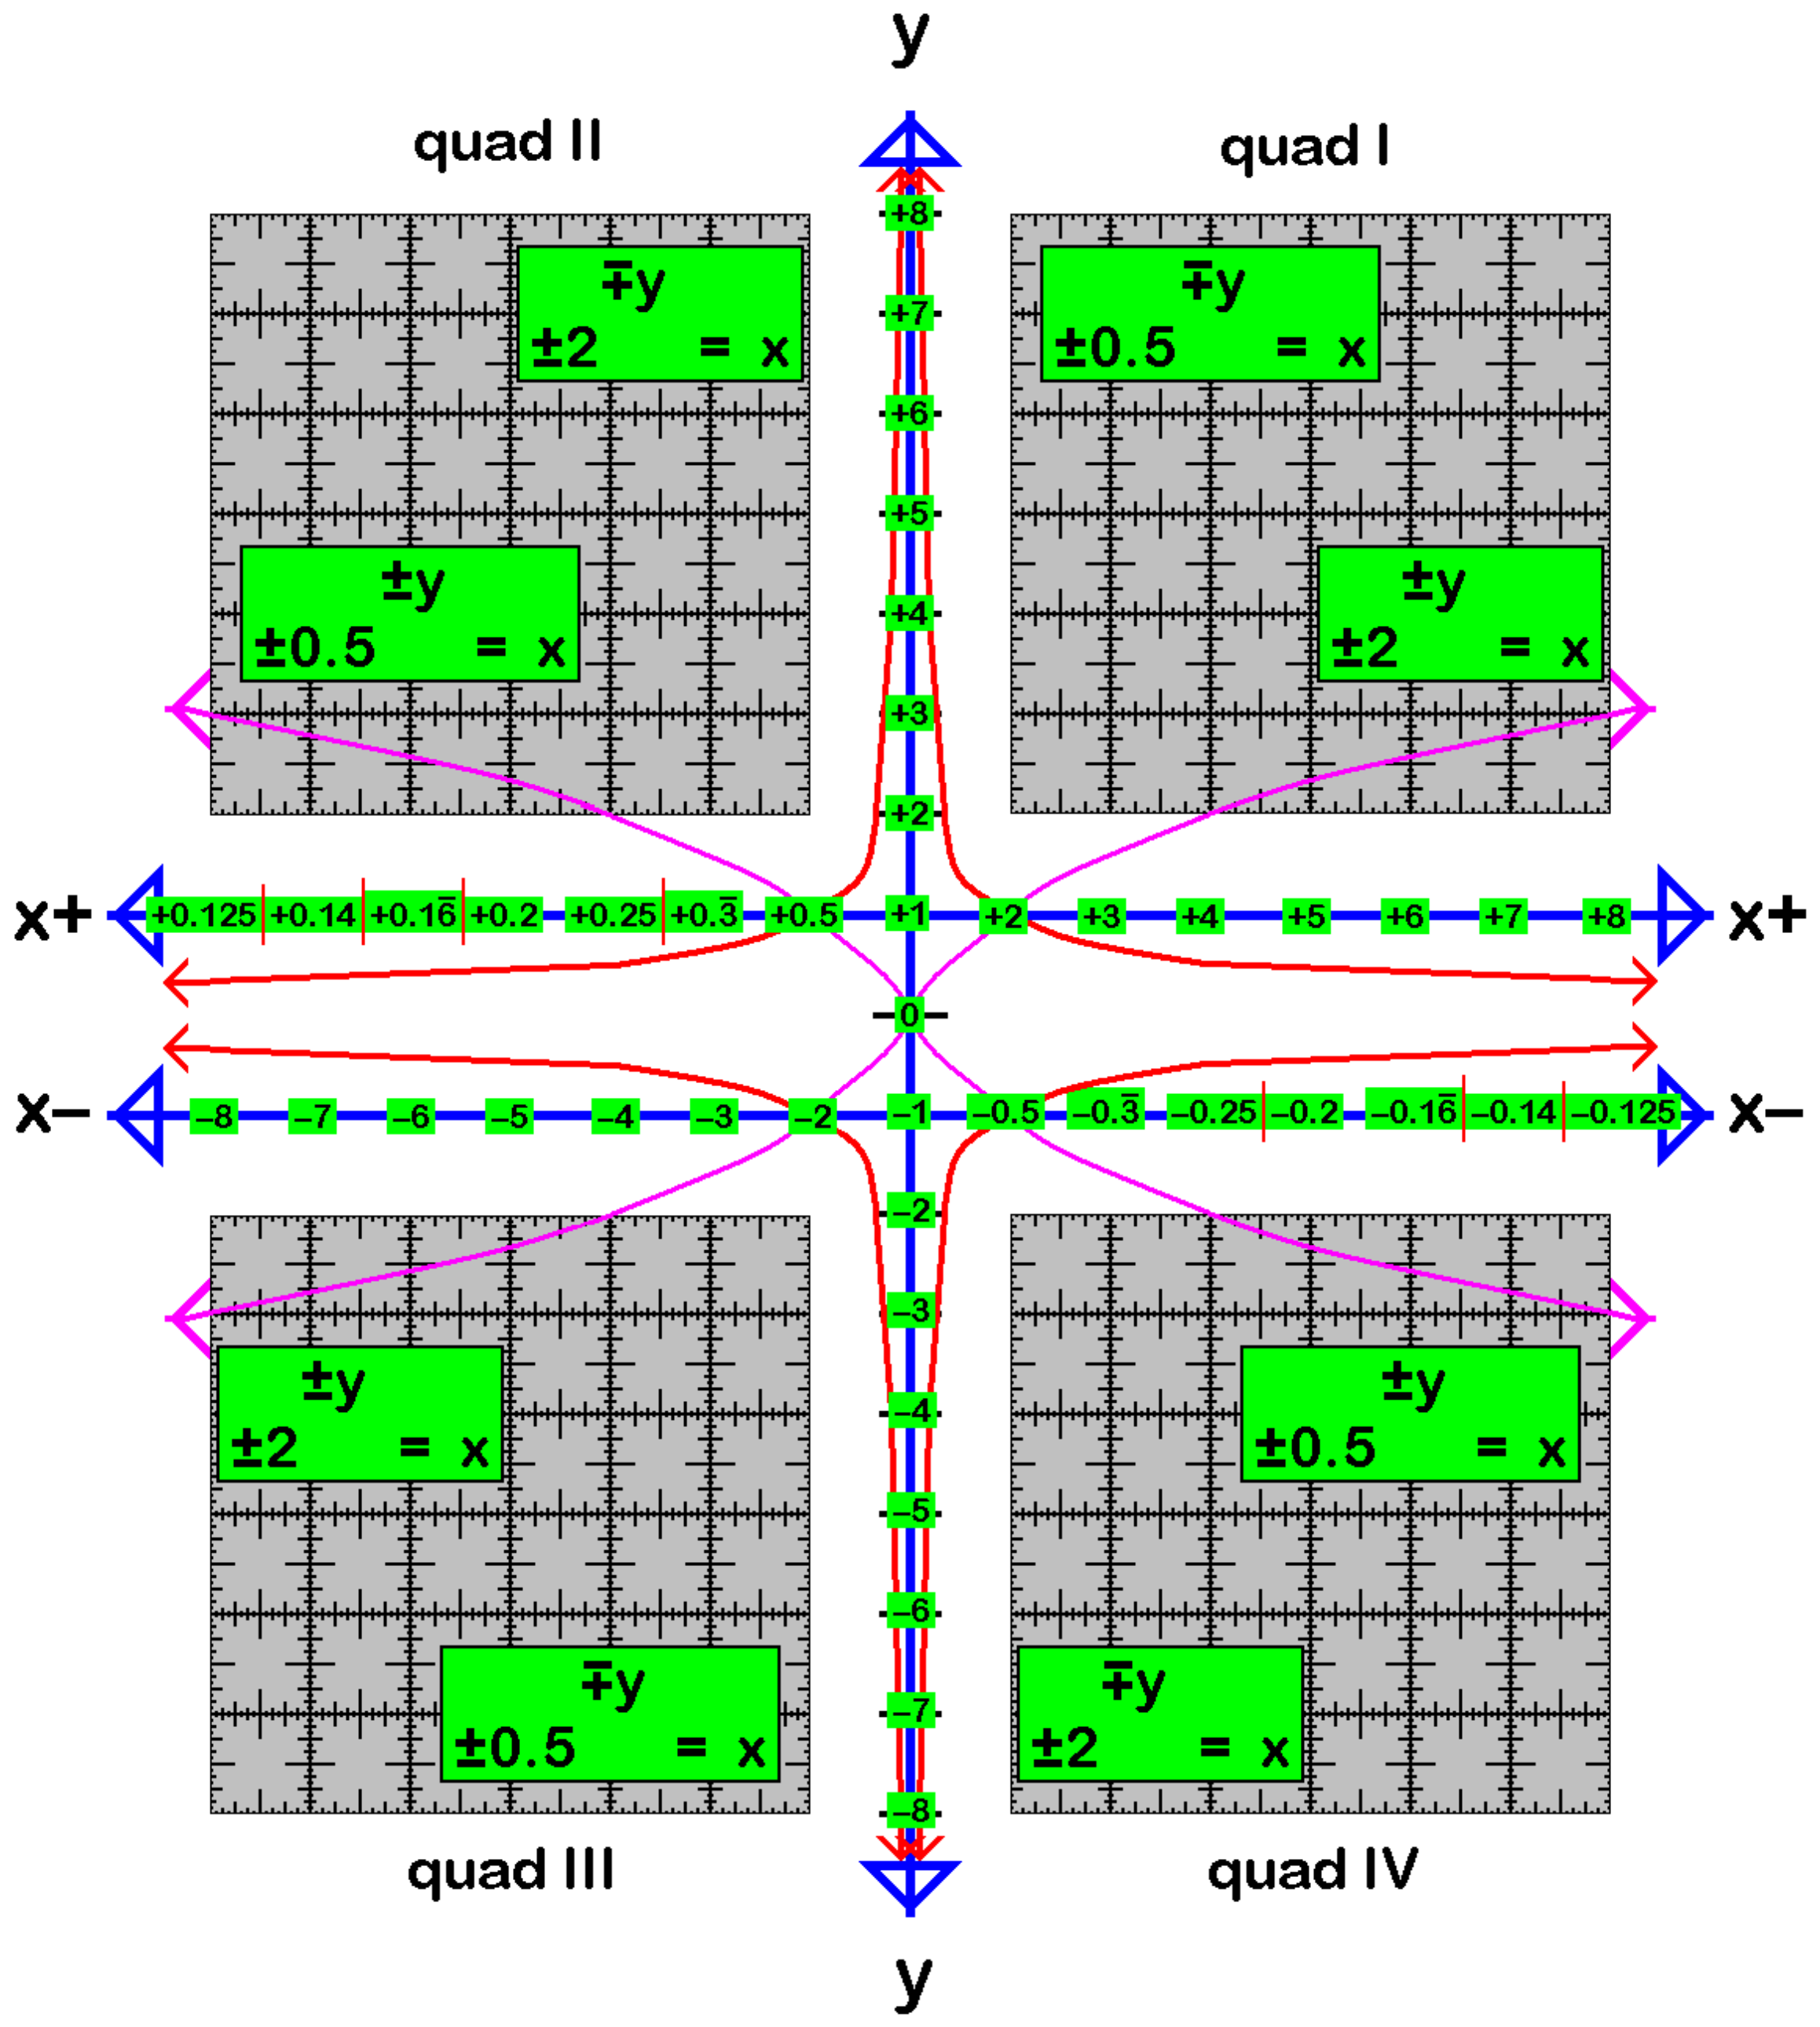 y
quad II
quad I
+8
∓y
±2 = x
∓y
±0.5 = x
+7
+6
+5
±y
±0.5 = x
±y
±2 = x
+4
+3
+2
x+
+0.125
+0.14
+0.16̅
+0.2
+0.25
+0.3̅
+0.5
+1
+2
+3
+4
+5
+6
+7
+8
x+
0
x−
−8
−7
−6
−5
−4
−3
−2
−1
−0.5
−0.3̅
−0.25
−0.2
−0.16̅
−0.14
−0.125
x−
−2
−3
±y
±2 = x
±y
±0.5 = x
−4
−5
−6
∓y
±0.5 = x
∓y
±2 = x
−7
−8
quad III
quad IV
y